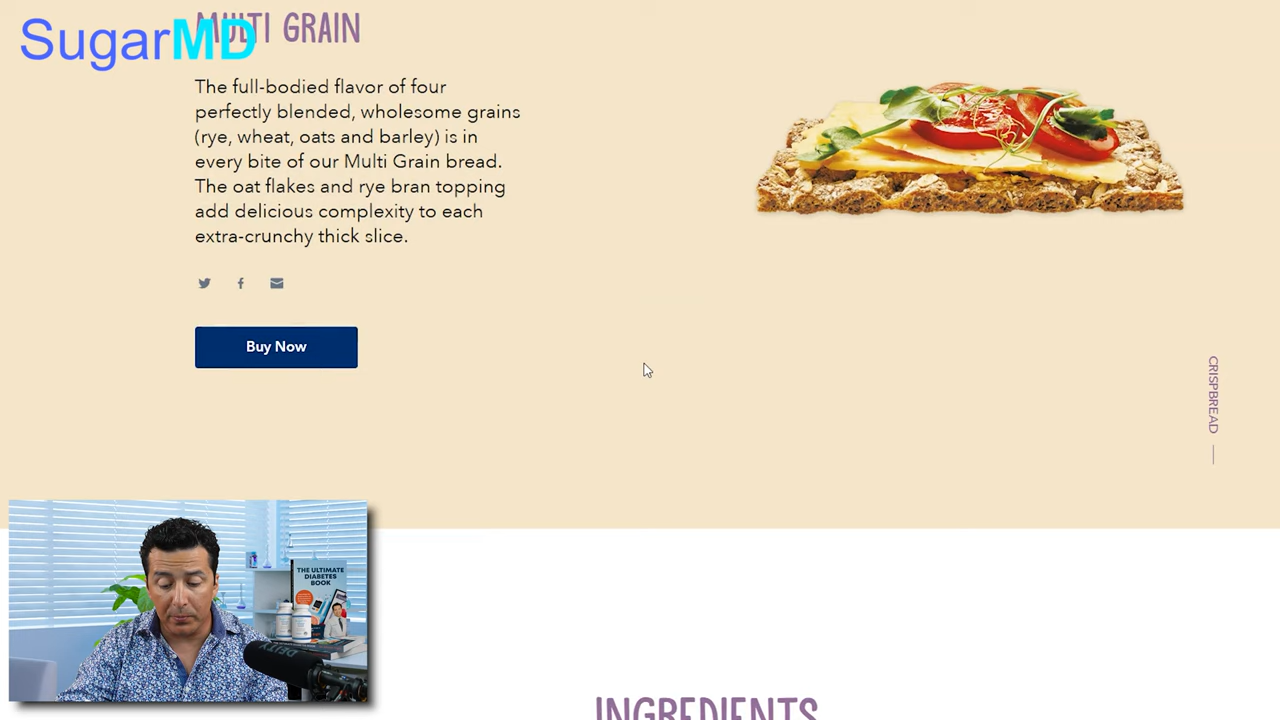 SugarMD
MULTI GRAIN
The full-bodied flavor of four
perfectly blended, wholesome grains
(rye, wheat, oats and barley) is in
every bite of our Multi Grain bread.
The oat flakes and rye bran topping
add delicious complexity to each
extra-crunchy thick slice.
Buy Now
CRISPBREAD
THE ULTIMATE
DIABETES
BOOK
DEITY
INGREDIENTS